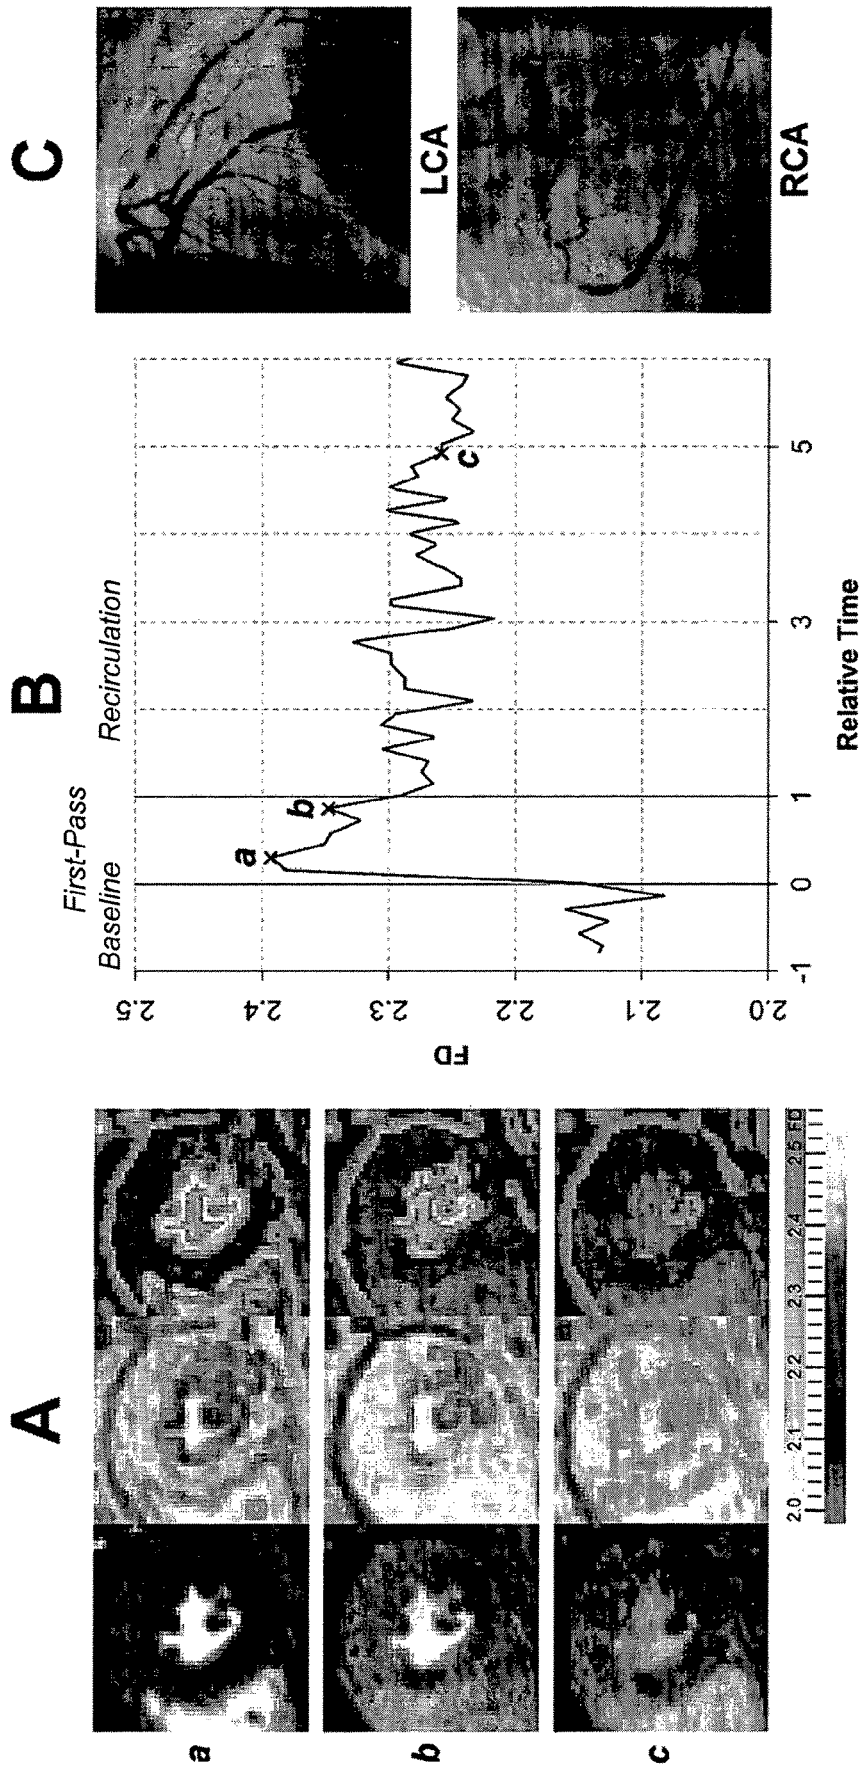 A
a
b
c
2.0 2.1 2.2 2.3 2.4 2.5 FD
B
First-Pass
Baseline
Recirculation
FD
2.5
2.4
2.3
2.2
2.1
2.0
a
b
c
-1 0 1 3 5
Relative Time
C
LCA
RCA